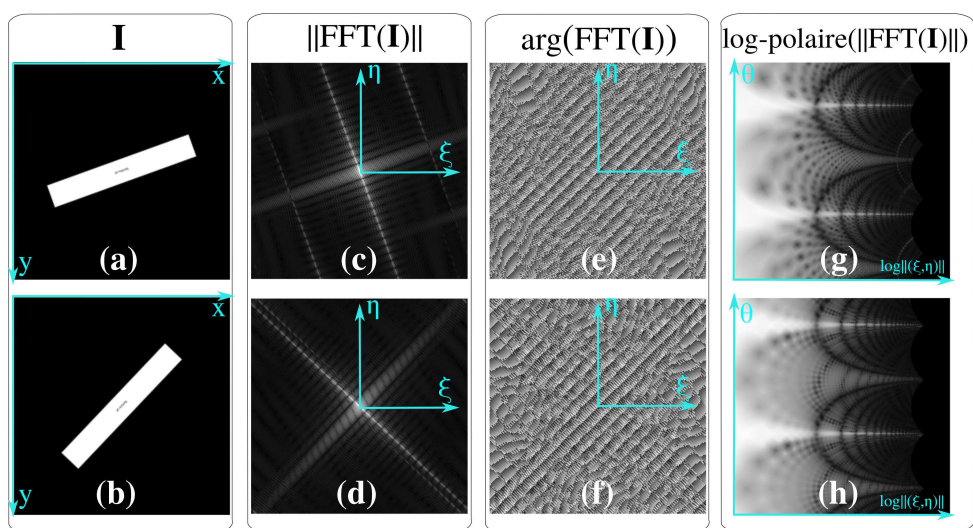 I
||FFT(I)||
arg(FFT(I))
log-polaire(||FFT(I)||)
x
y
(a)
η
ξ
(c)
η
ξ
(e)
θ
log||(ξ,η)||
(g)
x
y
(b)
η
ξ
(d)
η
ξ
(f)
θ
log||(ξ,η)||
(h)